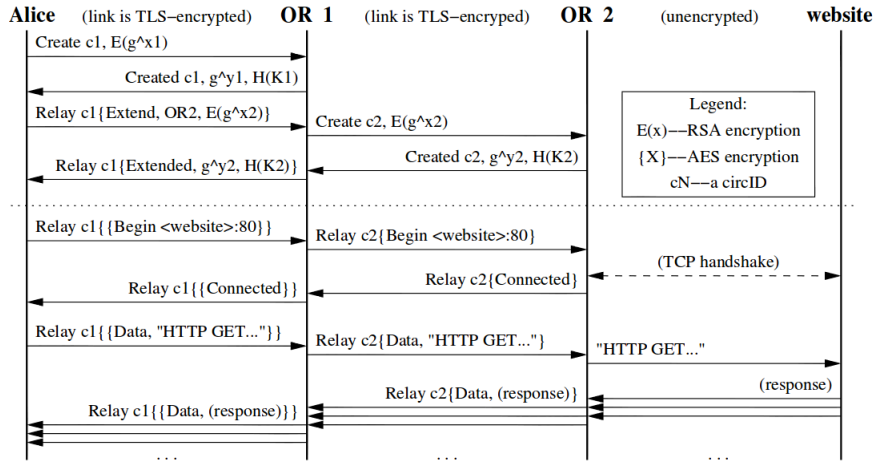 Alice (link is TLS-encrypted) OR 1 (link is TLS-encryped) OR 2 (unencrypted) website
Create c1, E(g^x1)
Created c1, g^y1, H(K1)
Relay c1{Extend, OR2, E(g^x2)}
Create c2, E(g^x2)
Created c2, g^y2, H(K2)
Relay c1{Extended, g^y2, H(K2)}
Legend:
E(x)--RSA encryption
{X}--AES encryption
cN--a circID
Relay c1{{Begin <website>:80}}
Relay c2{Begin <website>:80}
(TCP handshake)
Relay c2{Connected}
Relay c1{{Connected}}
Relay c1{{Data, "HTTP GET..."}}
Relay c2{Data, "HTTP GET..."}
"HTTP GET..."
(response)
Relay c2{Data, (response)}
Relay c1{{Data, (response)}}
. . . . . . . . .